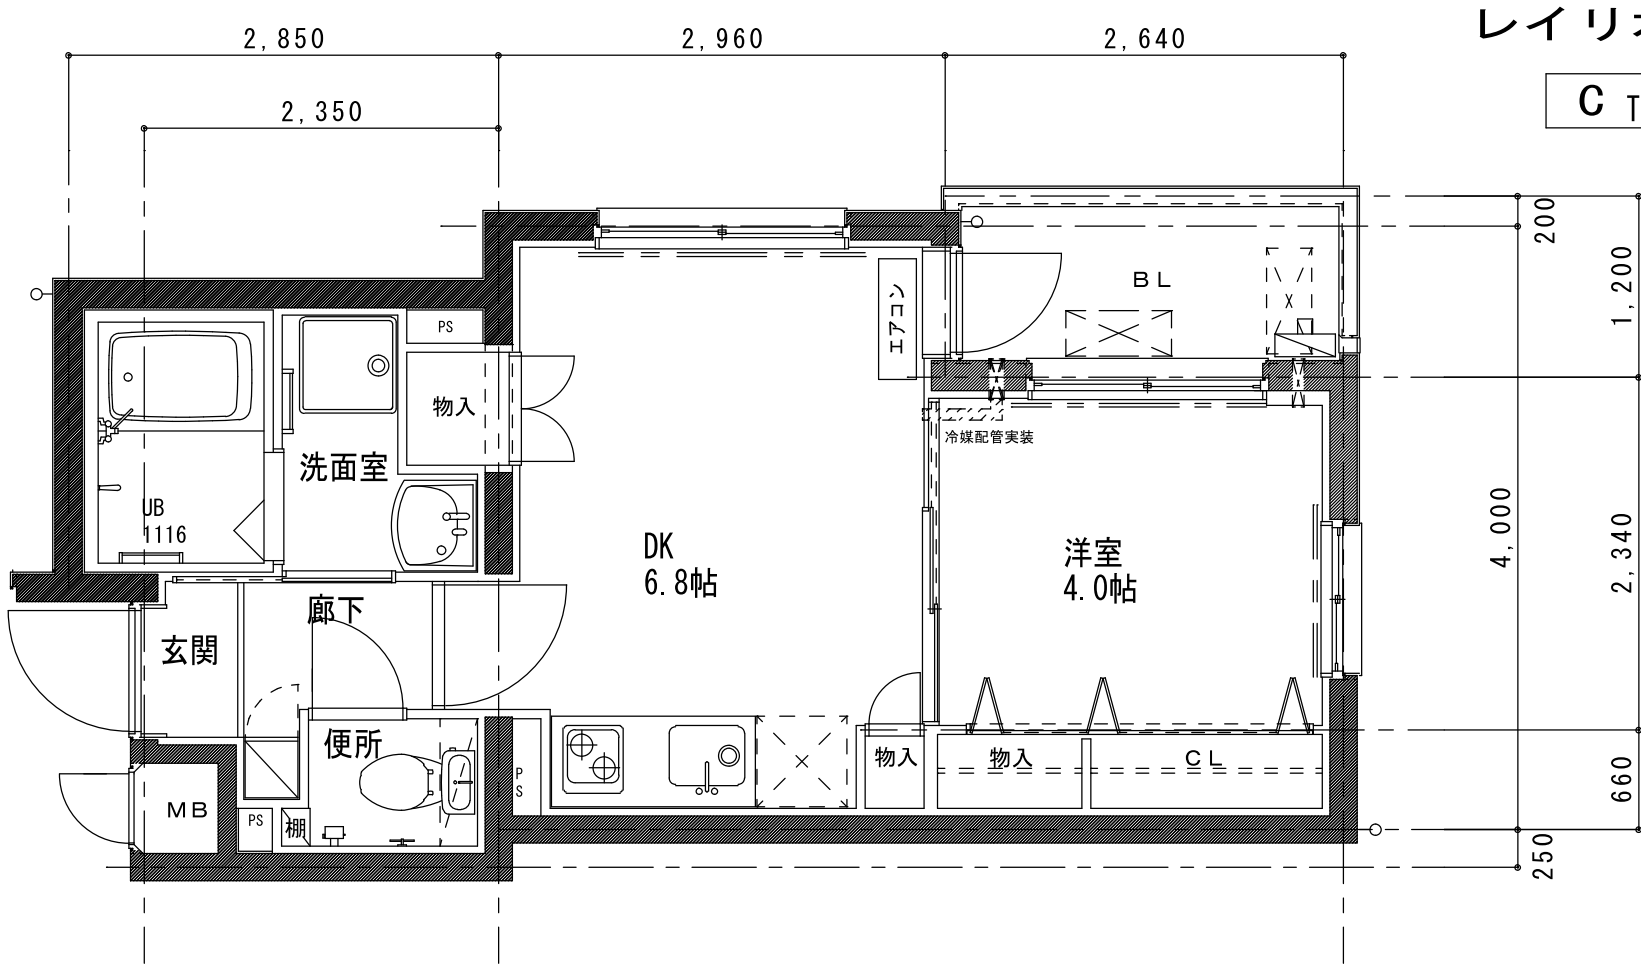 レイリオ
C T
2,850
2,960
2,640
2,350
200
1,200
BL
エアコン
PS
物入
冷媒配管実装
洗面室
UB
1116
DK
6.8帖
洋室
4.0帖
4,000
2,340
廊下
玄関
便所
PS
物入
物入
CL
660
MB
PS
棚
250